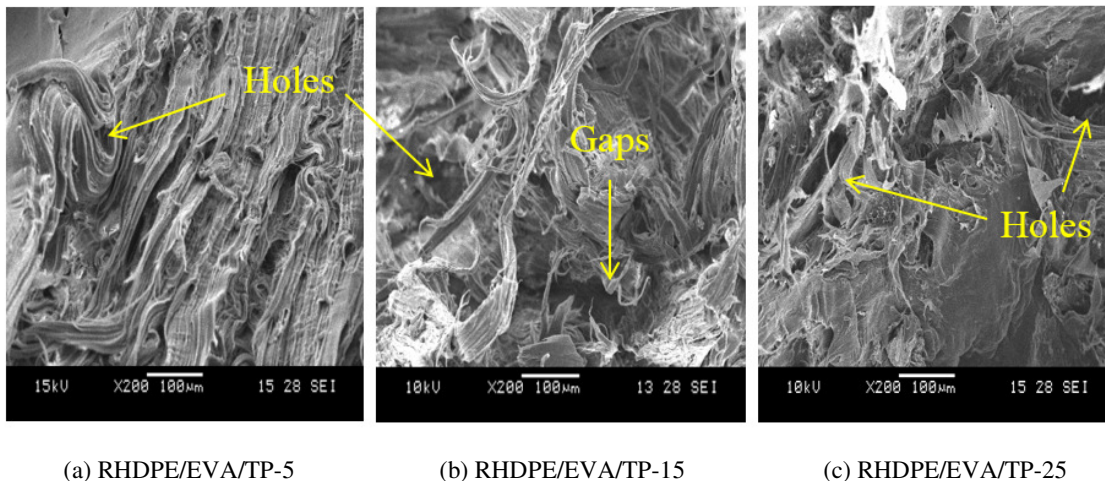 Holes
Gaps
Holes
15kV X200 100μm 15 28 SEI
10kV X200 100μm 13 28 SEI
10kV X200 100μm 15 28 SEI
(a) RHDPE/EVA/TP-5
(b) RHDPE/EVA/TP-15
(c) RHDPE/EVA/TP-25